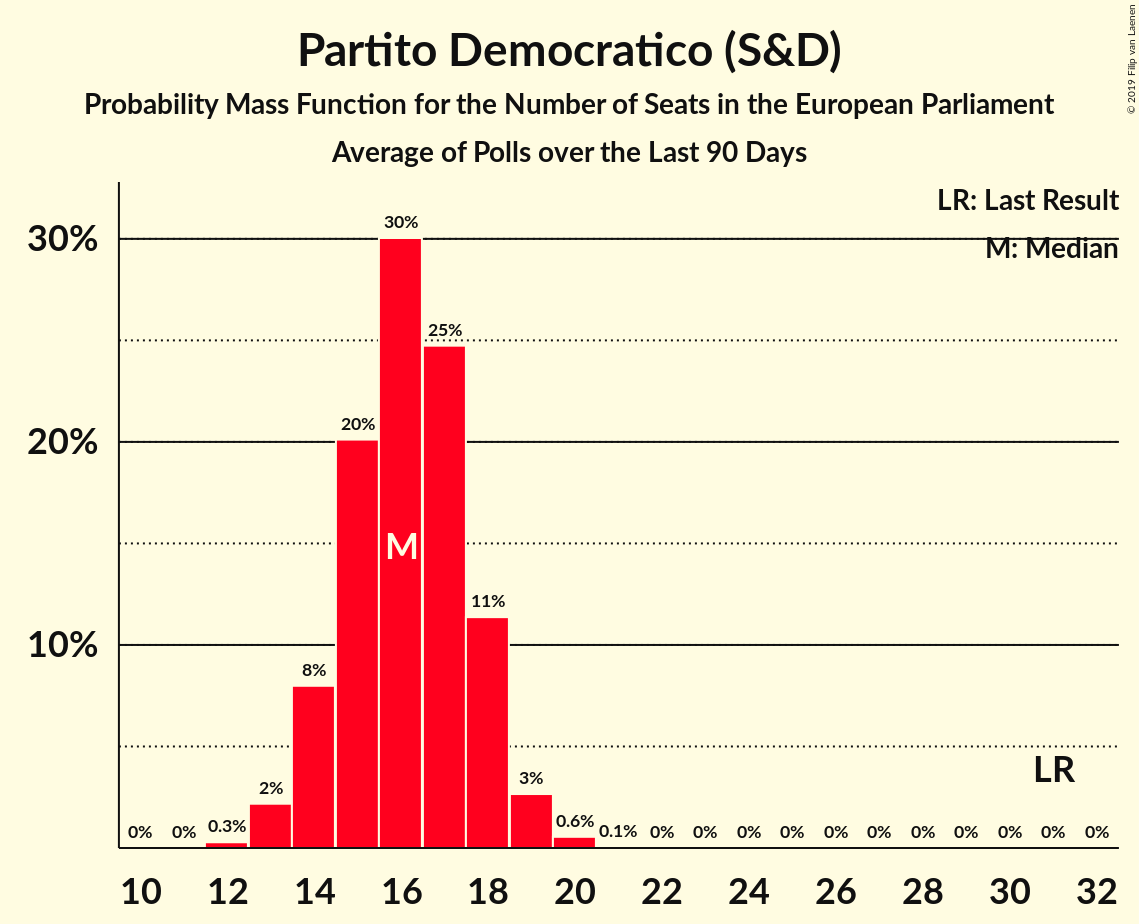 Partito Democratico (S&D)
Probability Mass Function for the Number of Seats in the European Parliament
Average of Polls over the Last 90 Days
© 2019 Filip van Laenen
LR: Last Result
M: Median
30%
20%
10%
0% 0% 0.3% 2% 8% 20% 30% 25% 11% 3% 0.6% 0.1% 0% 0% 0% 0% 0% 0% 0% 0% 0% 0% 0%
M
LR
10 12 14 16 18 20 22 24 26 28 30 32